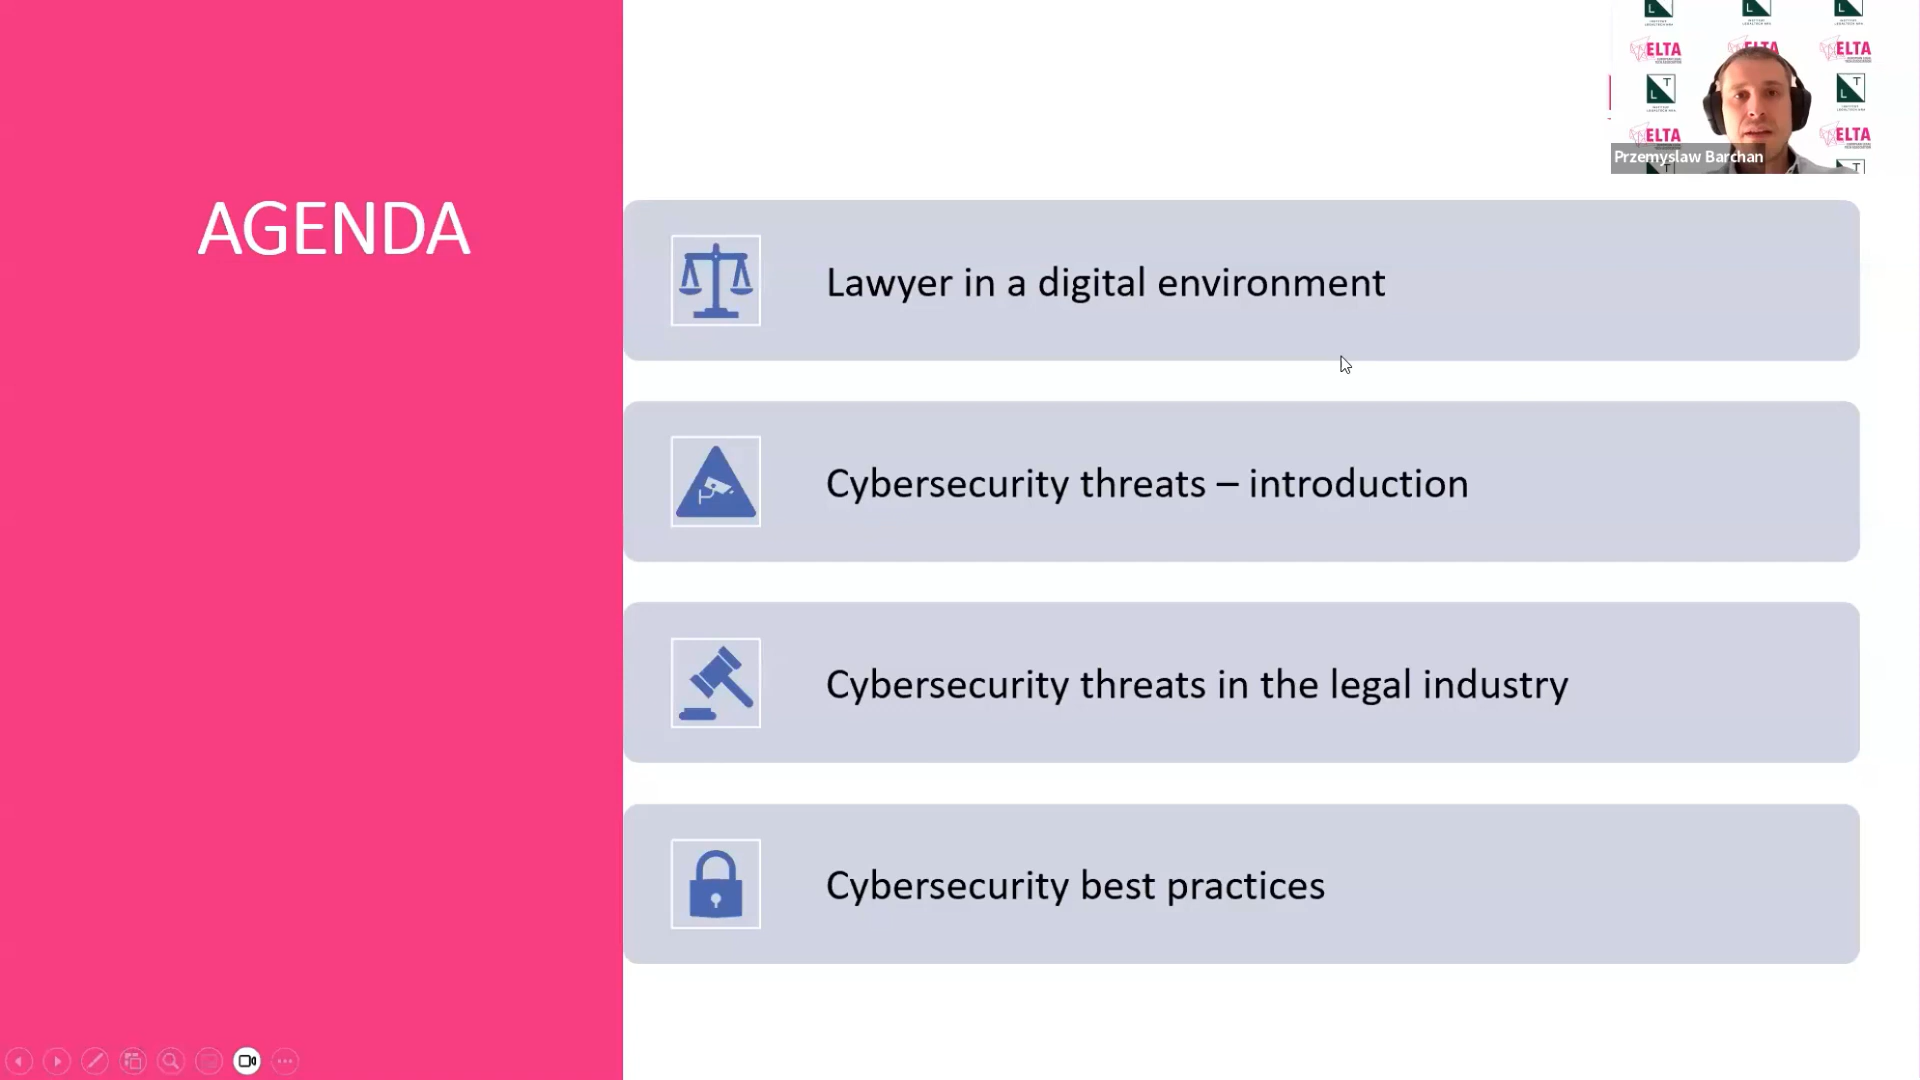 AGENDA
Lawyer in a digital environment
Cybersecurity threats – introduction
Cybersecurity threats in the legal industry
Cybersecurity best practices
L
L
L
ELTA
ELTA
ELTA
L T
L T
ELTA
ELTA
Przemyslaw Barchan
T
T